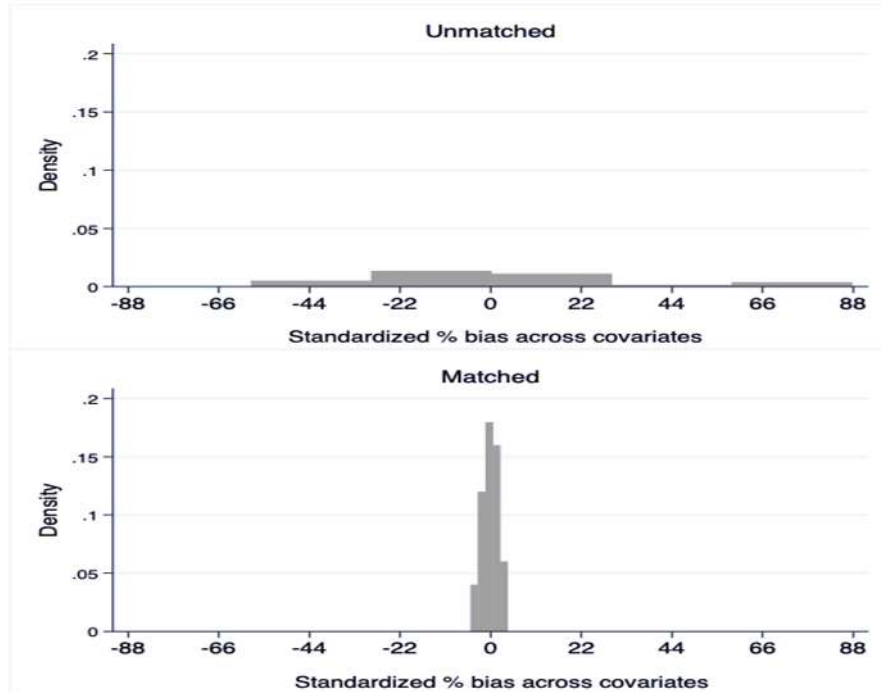 Unmatched
.2
.15
.1
.05
0
Density
-88 -66 -44 -22 0 22 44 66 88
Standardized % bias across covariates
Matched
.2
.15
.1
.05
0
Density
-88 -66 -44 -22 0 22 44 66 88
Standardized % bias across covariates